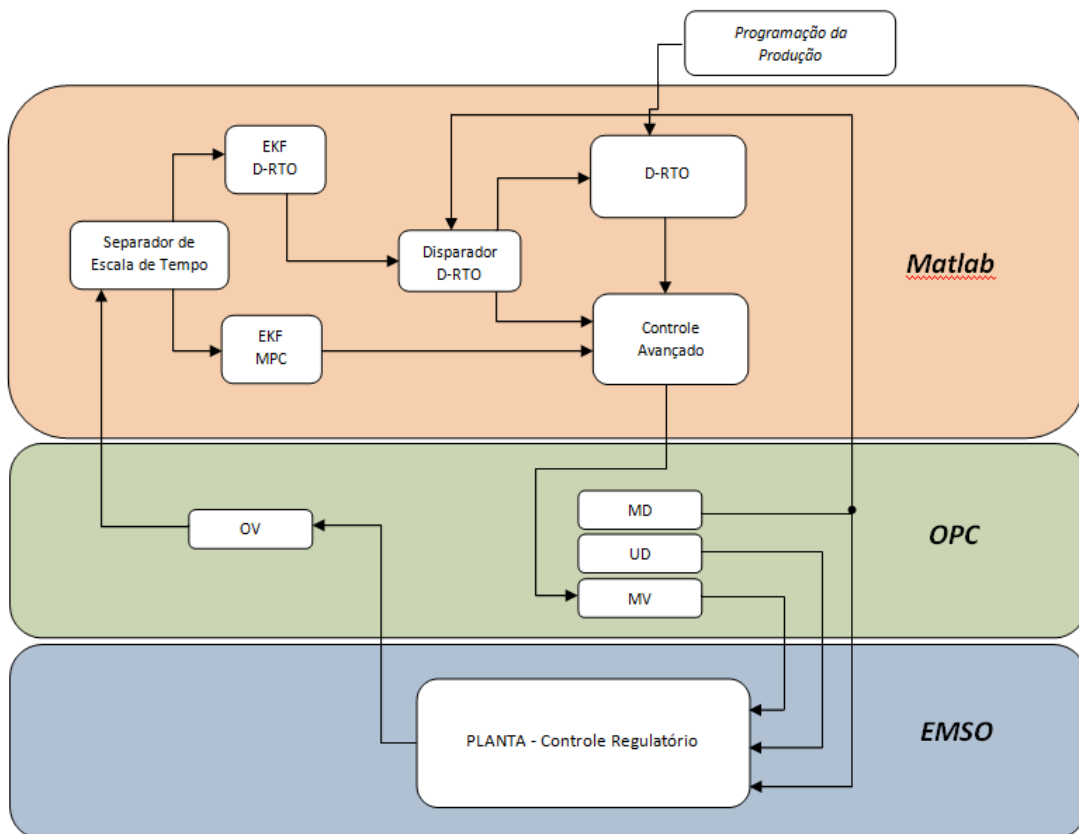 Programação da
Produção
EKF
D-RTO
D-RTO
Separador de
Escala de Tempo
Disparador
D-RTO
Matlab
EKF
MPC
Controle
Avançado
MD
OV
UD
OPC
MV
PLANTA - Controle Regulatório
EMSO